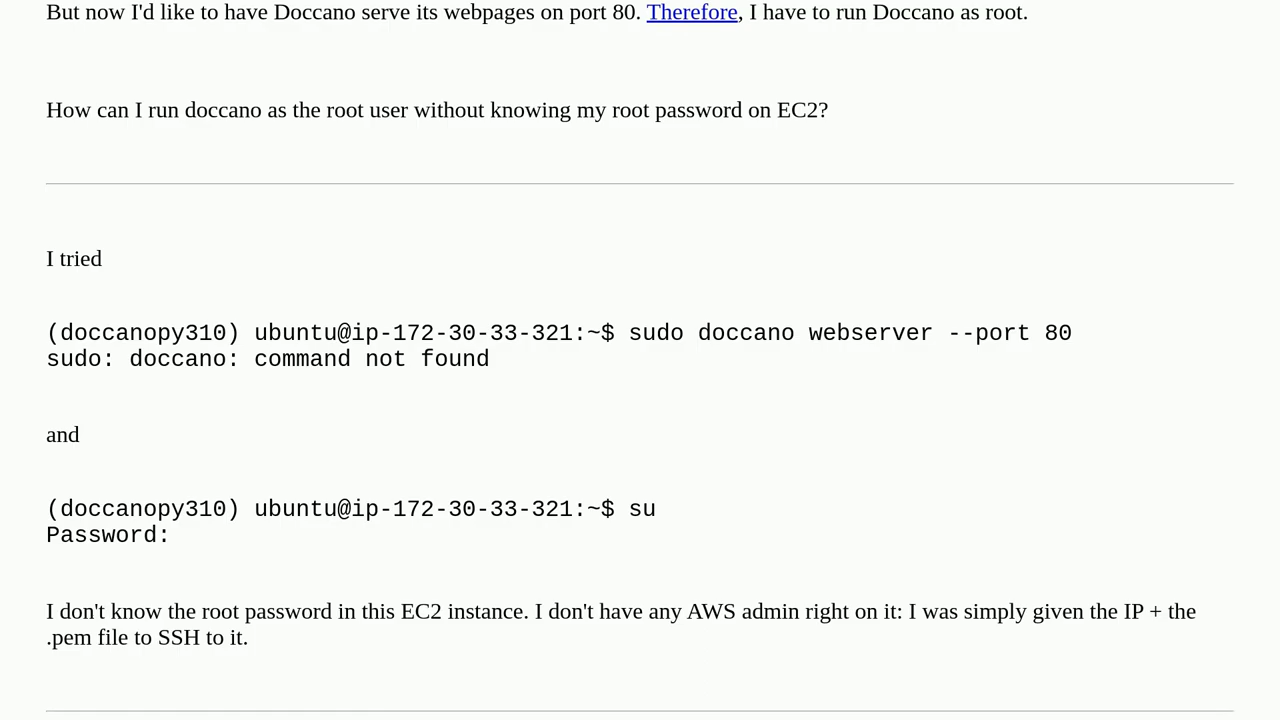 But now I'd like to have Doccano serve its webpages on port 80. Therefore, I have to run Doccano as root.
How can I run doccano as the root user without knowing my root password on EC2?
I tried
(doccanopy310) ubuntu@ip-172-30-33-321:~$ sudo doccano webserver --port 80
sudo: doccano: command not found
and
(doccanopy310) ubuntu@ip-172-30-33-321:~$ su
Password:
I don't know the root password in this EC2 instance. I don't have any AWS admin right on it: I was simply given the IP + the
.pem file to SSH to it.